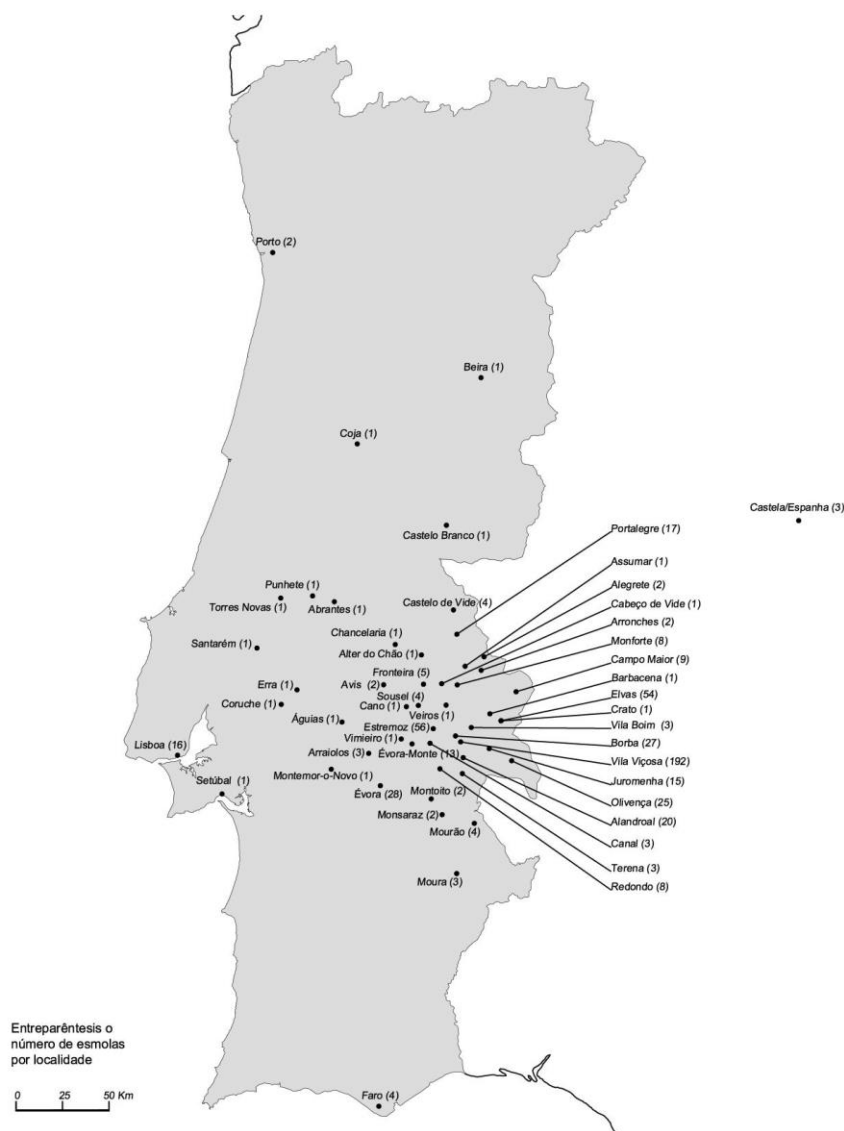 Porto (2)
Beira (1)
Coja (1)
Castela/Espanha (3)
Castelo Branco (1)
Portalegre (17)
Assumar (1)
Alegrete (2)
Cabeço de Vide (1)
Arronches (2)
Monforte (8)
Campo Maior (9)
Barbacena (1)
Elvas (54)
Crato (1)
Vila Boim (3)
Borba (27)
Vila Viçosa (192)
Juromenha (15)
Olivença (25)
Alandroal (20)
Canal (3)
Terena (3)
Redondo (8)
Punhete (1)
Torres Novas (1)
Abrantes (1)
Castelo de Vide (4)
Chancelaria (1)
Santarém (1)
Alter do Chão (1)
Fronteira (5)
Erra (1)
Avis (2)
Sousel (4)
Coruche (1)
Cano (1)
Veiros (1)
Águias (1)
Estremoz (56)
Vimieiro (1)
Lisboa (16)
Arraiolos (3)
Évora-Monte (13)
Montemor-o-Novo (1)
Setúbal (1)
Évora (28)
Montoito (2)
Monsaraz (2)
Mourão (4)
Moura (3)
Faro (4)
Entreparêntesis o
número de esmolas
por localidade
0 25 50 Km